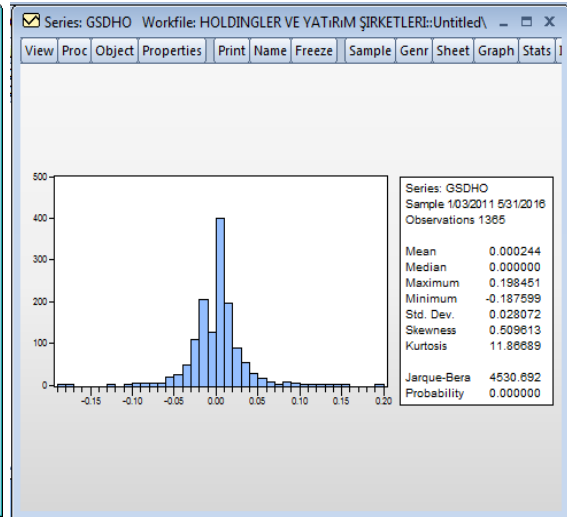 Series: GSDHO Workfile: HOLDINGLER VE YATıRıM ŞIRKETLERI::Untitled\
View Proc Object Properties Print Name Freeze Sample Genr Sheet Graph Stats
500
400
300
200
100
0
-0.15 -0.10 -0.05 0.00 0.05 0.10 0.15 0.20
Series: GSDHO
Sample 1/03/2011 5/31/2016
Observations 1365
Mean 0.000244
Median 0.000000
Maximum 0.198451
Minimum -0.187599
Std. Dev. 0.028072
Skewness 0.509613
Kurtosis 11.86689
Jarque-Bera 4530.692
Probability 0.000000